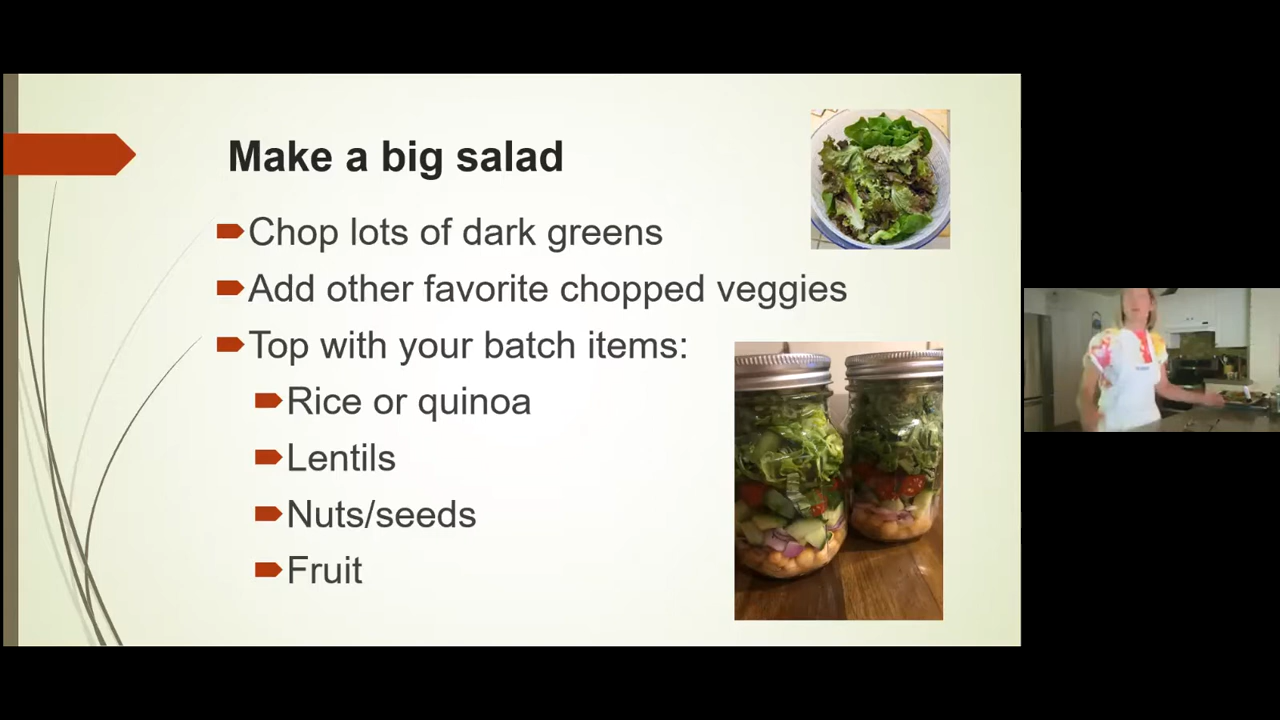 Make a big salad
Chop lots of dark greens
Add other favorite chopped veggies
Top with your batch items:
Rice or quinoa
Lentils
Nuts/seeds
Fruit